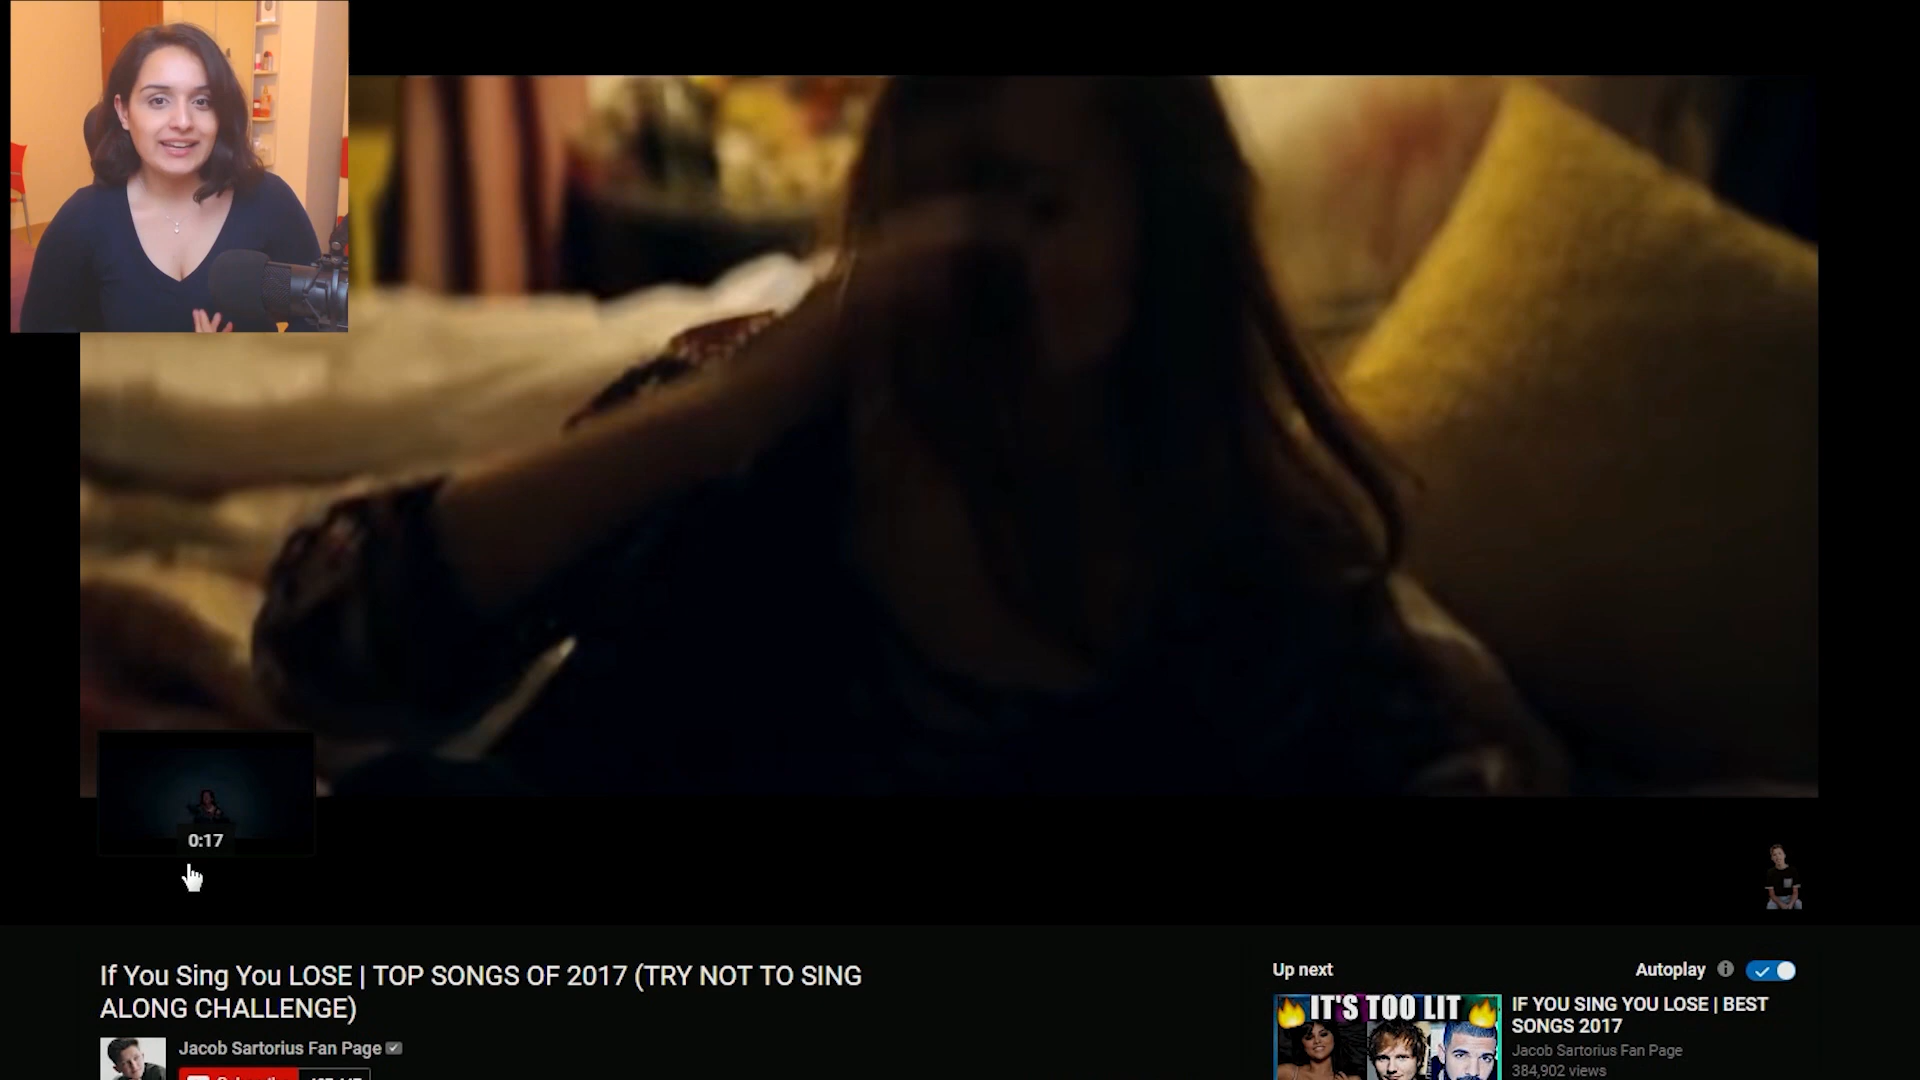 0:17
If You Sing You LOSE | TOP SONGS OF 2017 (TRY NOT TO SING
ALONG CHALLENGE)
Jacob Sartorius Fan Page
Up next
Autoplay
IT'S TOO LIT
IF YOU SING YOU LOSE | BEST
SONGS 2017
Jacob Sartorius Fan Page
384,902 views